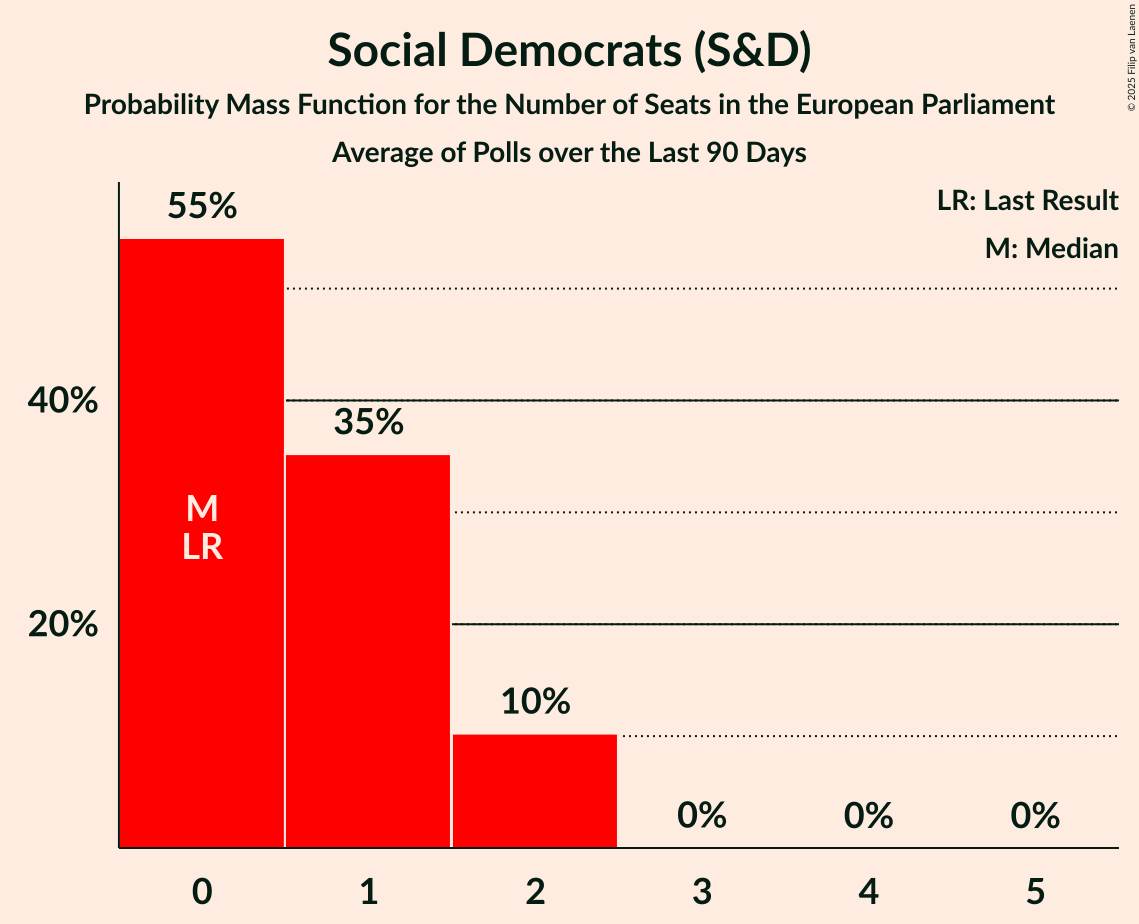 Social Democrats (S&D)
Probability Mass Function for the Number of Seats in the European Parliament
Average of Polls over the Last 90 Days
© 2025 Filip van Laenen
LR: Last Result
M: Median
55%
40%
35%
M
LR
20%
10%
0%
0%
0%
0 1 2 3 4 5